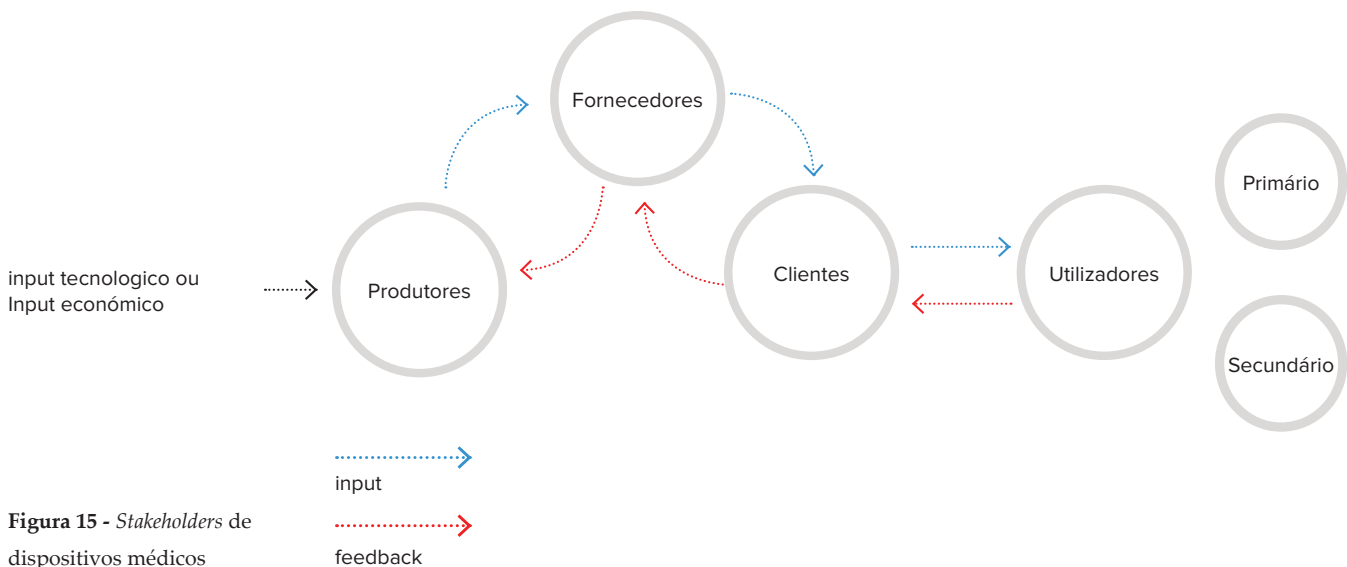 Fornecedores
Primário
input tecnologico ou
Input económico
Produtores
Clientes
Utilizadores
Secundário
input
feedback
Figura 15 - Stakeholders de
dispositivos médicos